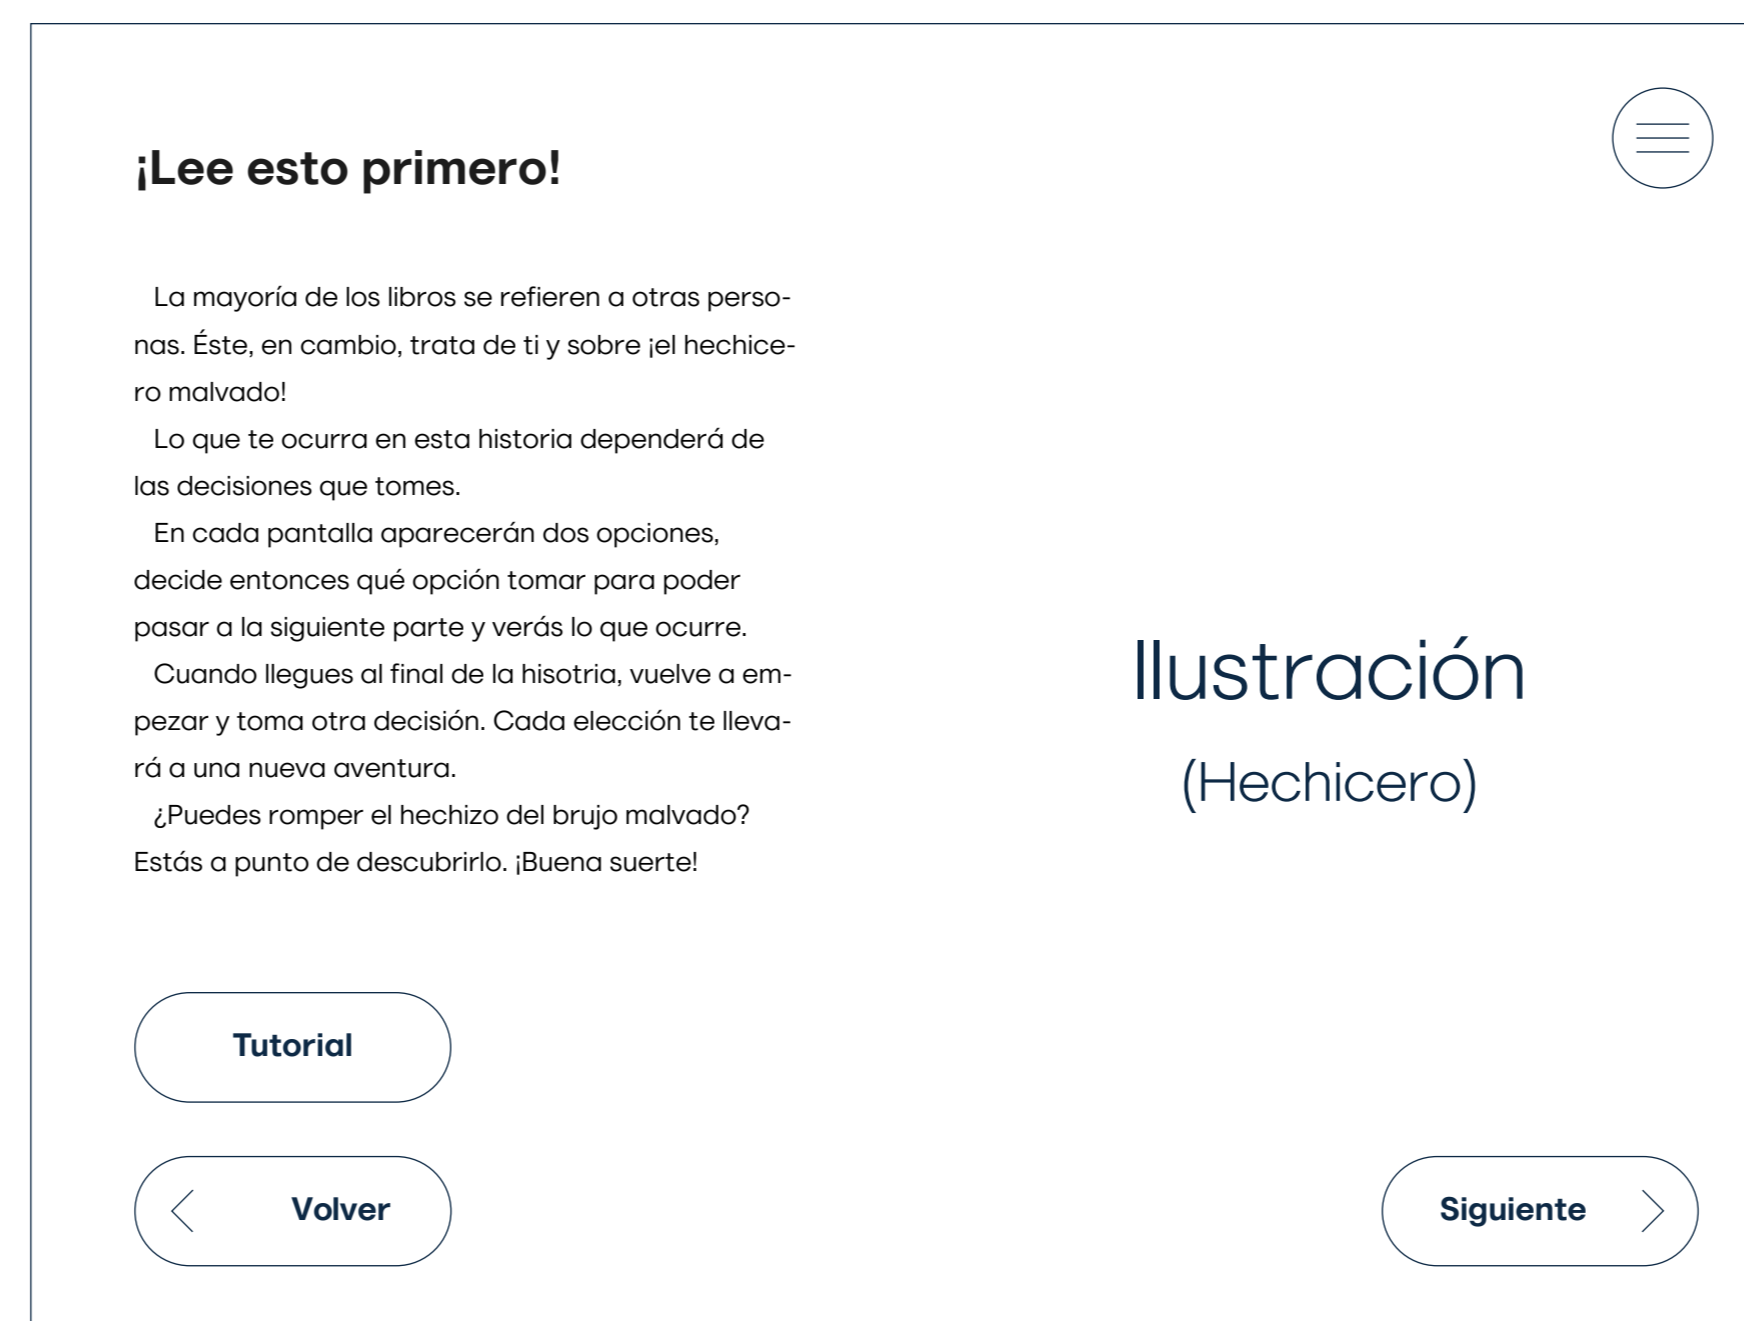 ¡Lee esto primero!
La mayoría de los libros se refieren a otras perso-
nas. Éste, en cambio, trata de ti y sobre ¡el hechice-
ro malvado!
Lo que te ocurra en esta historia dependerá de
las decisiones que tomes.
En cada pantalla aparecerán dos opciones,
decide entonces qué opción tomar para poder
pasar a la siguiente parte y verás lo que ocurre.
Cuando llegues al final de la hisotria, vuelve a em-
pezar y toma otra decisión. Cada elección te lleva-
rá a una nueva aventura.
¿Puedes romper el hechizo del brujo malvado?
Estás a punto de descubrirlo. ¡Buena suerte!
Ilustración
(Hechicero)
Tutorial
Volver
Siguiente